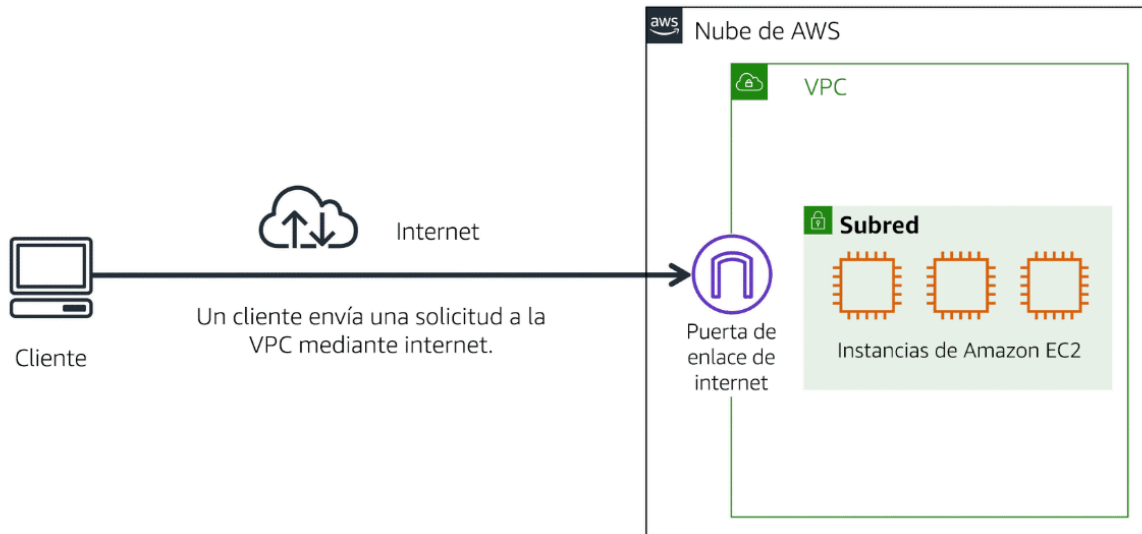 aws
Nube de AWS
VPC
Internet
Subred
Un cliente envía una solicitud a la
VPC mediante internet.
Cliente
Puerta de
enlace de
internet
Instancias de Amazon EC2